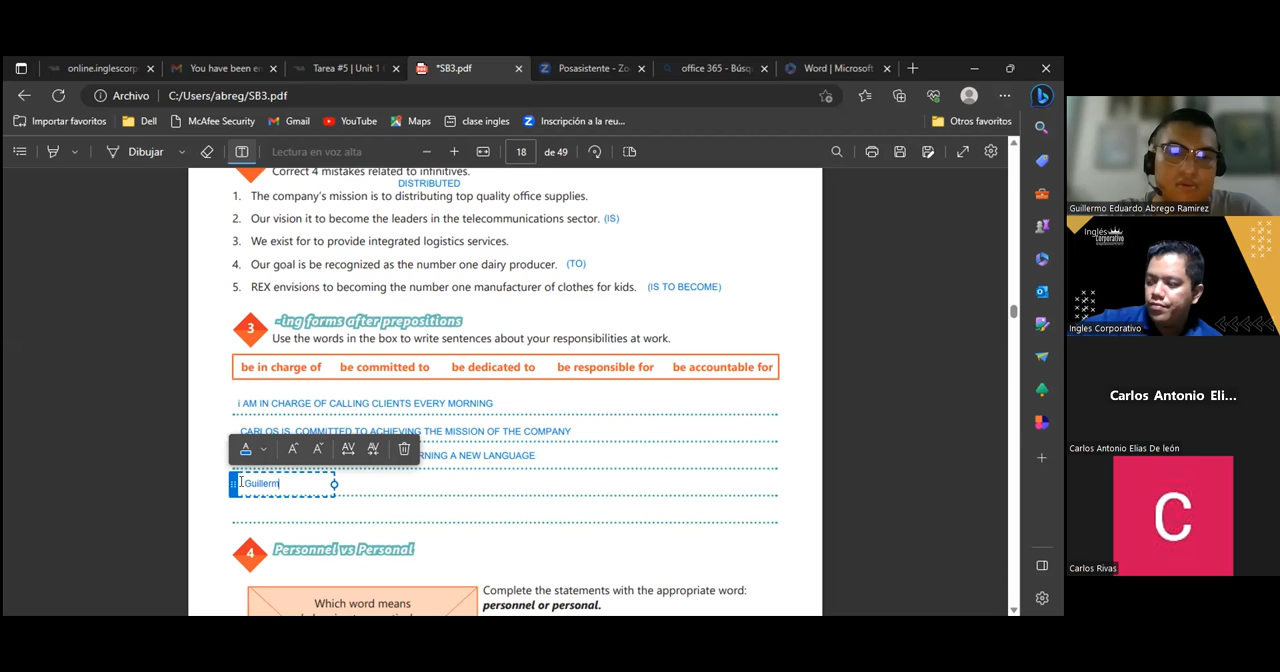 online.inglescorp
You have been en
Tarea #5 | Unit 1
*SB3.pdf
Posasistente - Zo
office 365 - Búsq
Word | Microsoft
Archivo
C:/Users/abreg/SB3.pdf
Importar favoritos
Dell
McAfee Security
Gmail
YouTube
Maps
clase ingles
Inscripción a la reu...
Otros favoritos
Dibujar
Lectura en voz alta
18
de 49
Correct 4 mistakes related to infinitives.
DISTRIBUTED
1. The company's mission is to distributing top quality office supplies.
2. Our vision it to become the leaders in the telecommunications sector. (IS)
3. We exist for to provide integrated logistics services.
4. Our goal is be recognized as the number one dairy producer. (TO)
5. REX envisions to becoming the number one manufacturer of clothes for kids. (IS TO BECOME)
3
-ing forms after prepositions
Use the words in the box to write sentences about your responsibilities at work.
be in charge of be committed to be dedicated to be responsible for be accountable for
i AM IN CHARGE OF CALLING CLIENTS EVERY MORNING
CARLOS IS COMMITTED TO ACHIEVING THE MISSION OF THE COMPANY
RNING A NEW LANGUAGE
Guillerm
4
Personnel vs Personal
Which word means
Complete the statements with the appropriate word:
personnel or personal.
Guillermo Eduardo Abrego Ramirez
Inglés
corporativo
Ingles Corporativo
Carlos Antonio Eli...
Carlos Antonio Elias De león
C
Carlos Rivas